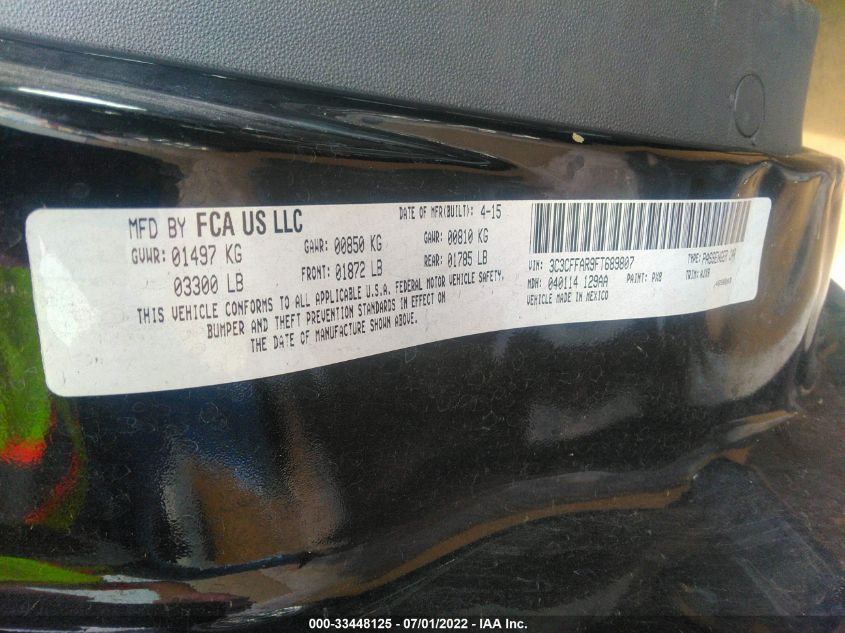 MFD BY FCA US LLC
DATE OF MFR(BUILT): 4-15
GVWR: 01497 KG
GAWR: 00850 KG
GAWR: 00810 KG
03300 LB
FRONT: 01872 LB
REAR: 01785 LB
THIS VEHICLE CONFORMS TO ALL APPLICABLE U.S.A. FEDERAL MOTOR VEHICLE SAFETY,
BUMPER AND THEFT PREVENTION STANDARDS IN EFFECT ON
THE DATE OF MANUFACTURE SHOWN ABOVE.
VIN: 3C3CFFAR9FT689807
TYPE: PASSENGER CAR
MDH: 040114 129AA
PAINT: PX8
TRIM: AJX9
VEHICLE MADE IN MEXICO
000-33448125 - 07/01/2022 - IAA Inc.